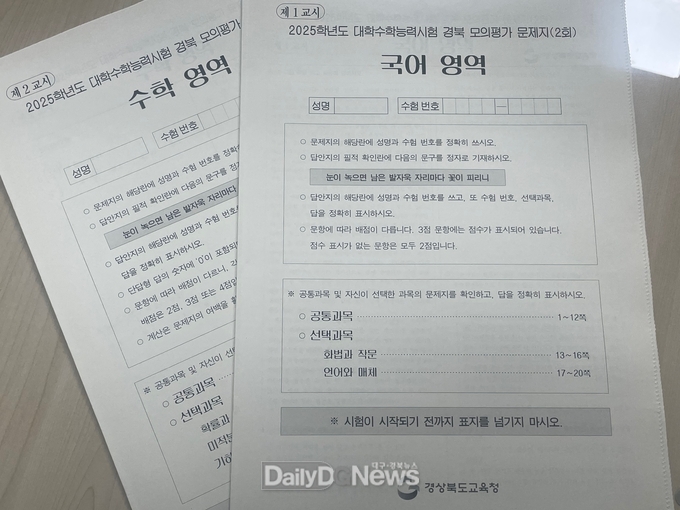 제 1 교시
2025학년도 대학수학능력시험 경북 모의평가 문제지(2회)
국어 영역
성명
수험 번호
○ 문제지의 해당란에 성명과 수험 번호를 정확히 쓰시오.
○ 답안지의 필적 확인란에 다음의 문구를 정자로 기재하시오.
눈이 녹으면 남은 발자욱 자리마다 꽃이 피리니
○ 답안지의 해당란에 성명과 수험 번호를 쓰고, 또 수험 번호, 선택과목,
답을 정확히 표시하시오.
○ 문항에 따라 배점이 다릅니다. 3점 문항에는 점수가 표시되어 있습니다.
점수 표시가 없는 문항은 모두 2점입니다.
※ 공통과목 및 자신이 선택한 과목의 문제지를 확인하고, 답을 정확히 표시하시오.
○ 공통과목 1~12쪽
○ 선택과목
화법과 작문 13~16쪽
언어와 매체 17~20쪽
※ 시험이 시작되기 전까지 표지를 넘기지 마시오.
경상북도교육청
제 2 교시
2025학년도 대학수학능력시험 경북 모의평가
수학 영역
성명
수험 번호
○ 문제지의 해당란에 성명과 수험 번호를
○ 답안지의 필적 확인란에 다음의 문구를
눈이 녹으면 남은 발자욱 자리마다
○ 답안지의 해당란에 성명과 수험 번호를
답을 정확히 표시하시오.
○ 단답형 답의 숫자에 '0'이 포함되
○ 문항에 따라 배점이 다르니, 각
배점은 2점, 3점 또는 4점
○ 계산은 문제지의 여백을
※ 공통과목 및 자신이
○ 공통과목
○ 선택과목
확률과
대구·경북뉴스
DailyD News